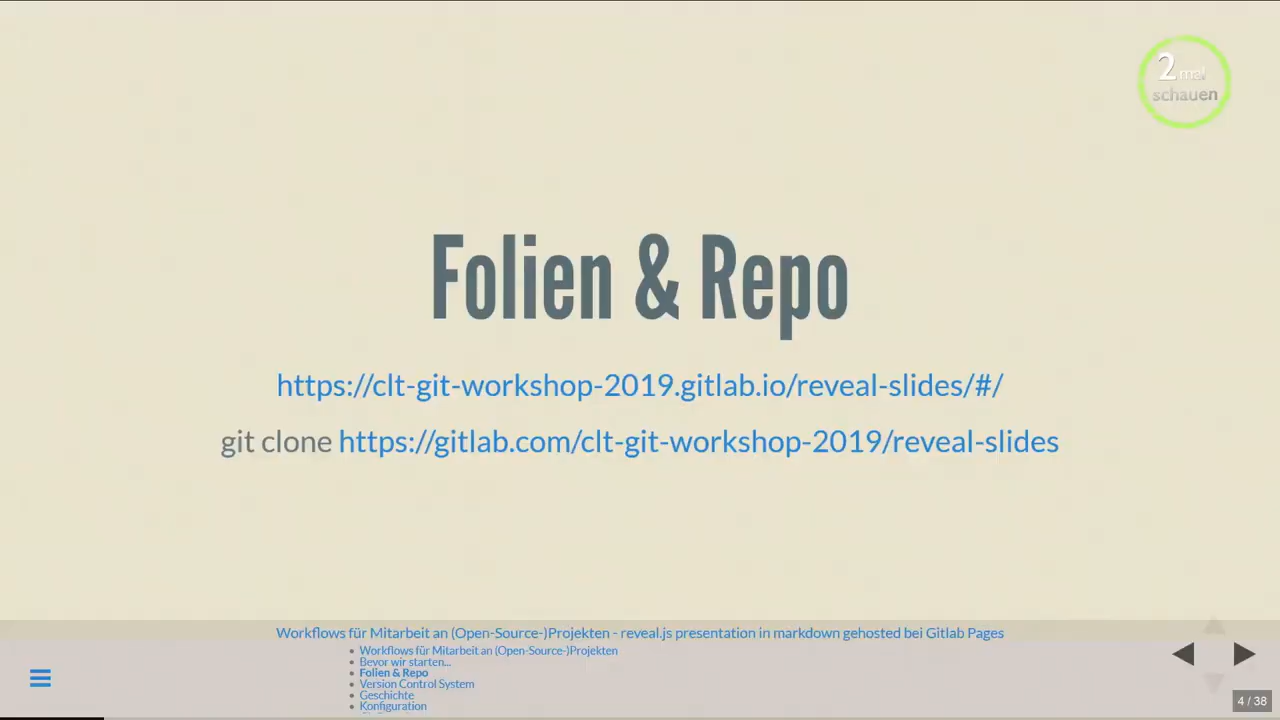 2 mal
schauen
Folien & Repo
https://clt-git-workshop-2019.gitlab.io/reveal-slides/#/
git clone https://gitlab.com/clt-git-workshop-2019/reveal-slides
Workflows für Mitarbeit an (Open-Source-)Projekten - reveal.js presentation in markdown gehosted bei Gitlab Pages
Workflows für Mitarbeit an (Open-Source-)Projekten
Bevor wir starten...
Folien & Repo
Version Control System
Geschichte
Konfiguration
4 / 38